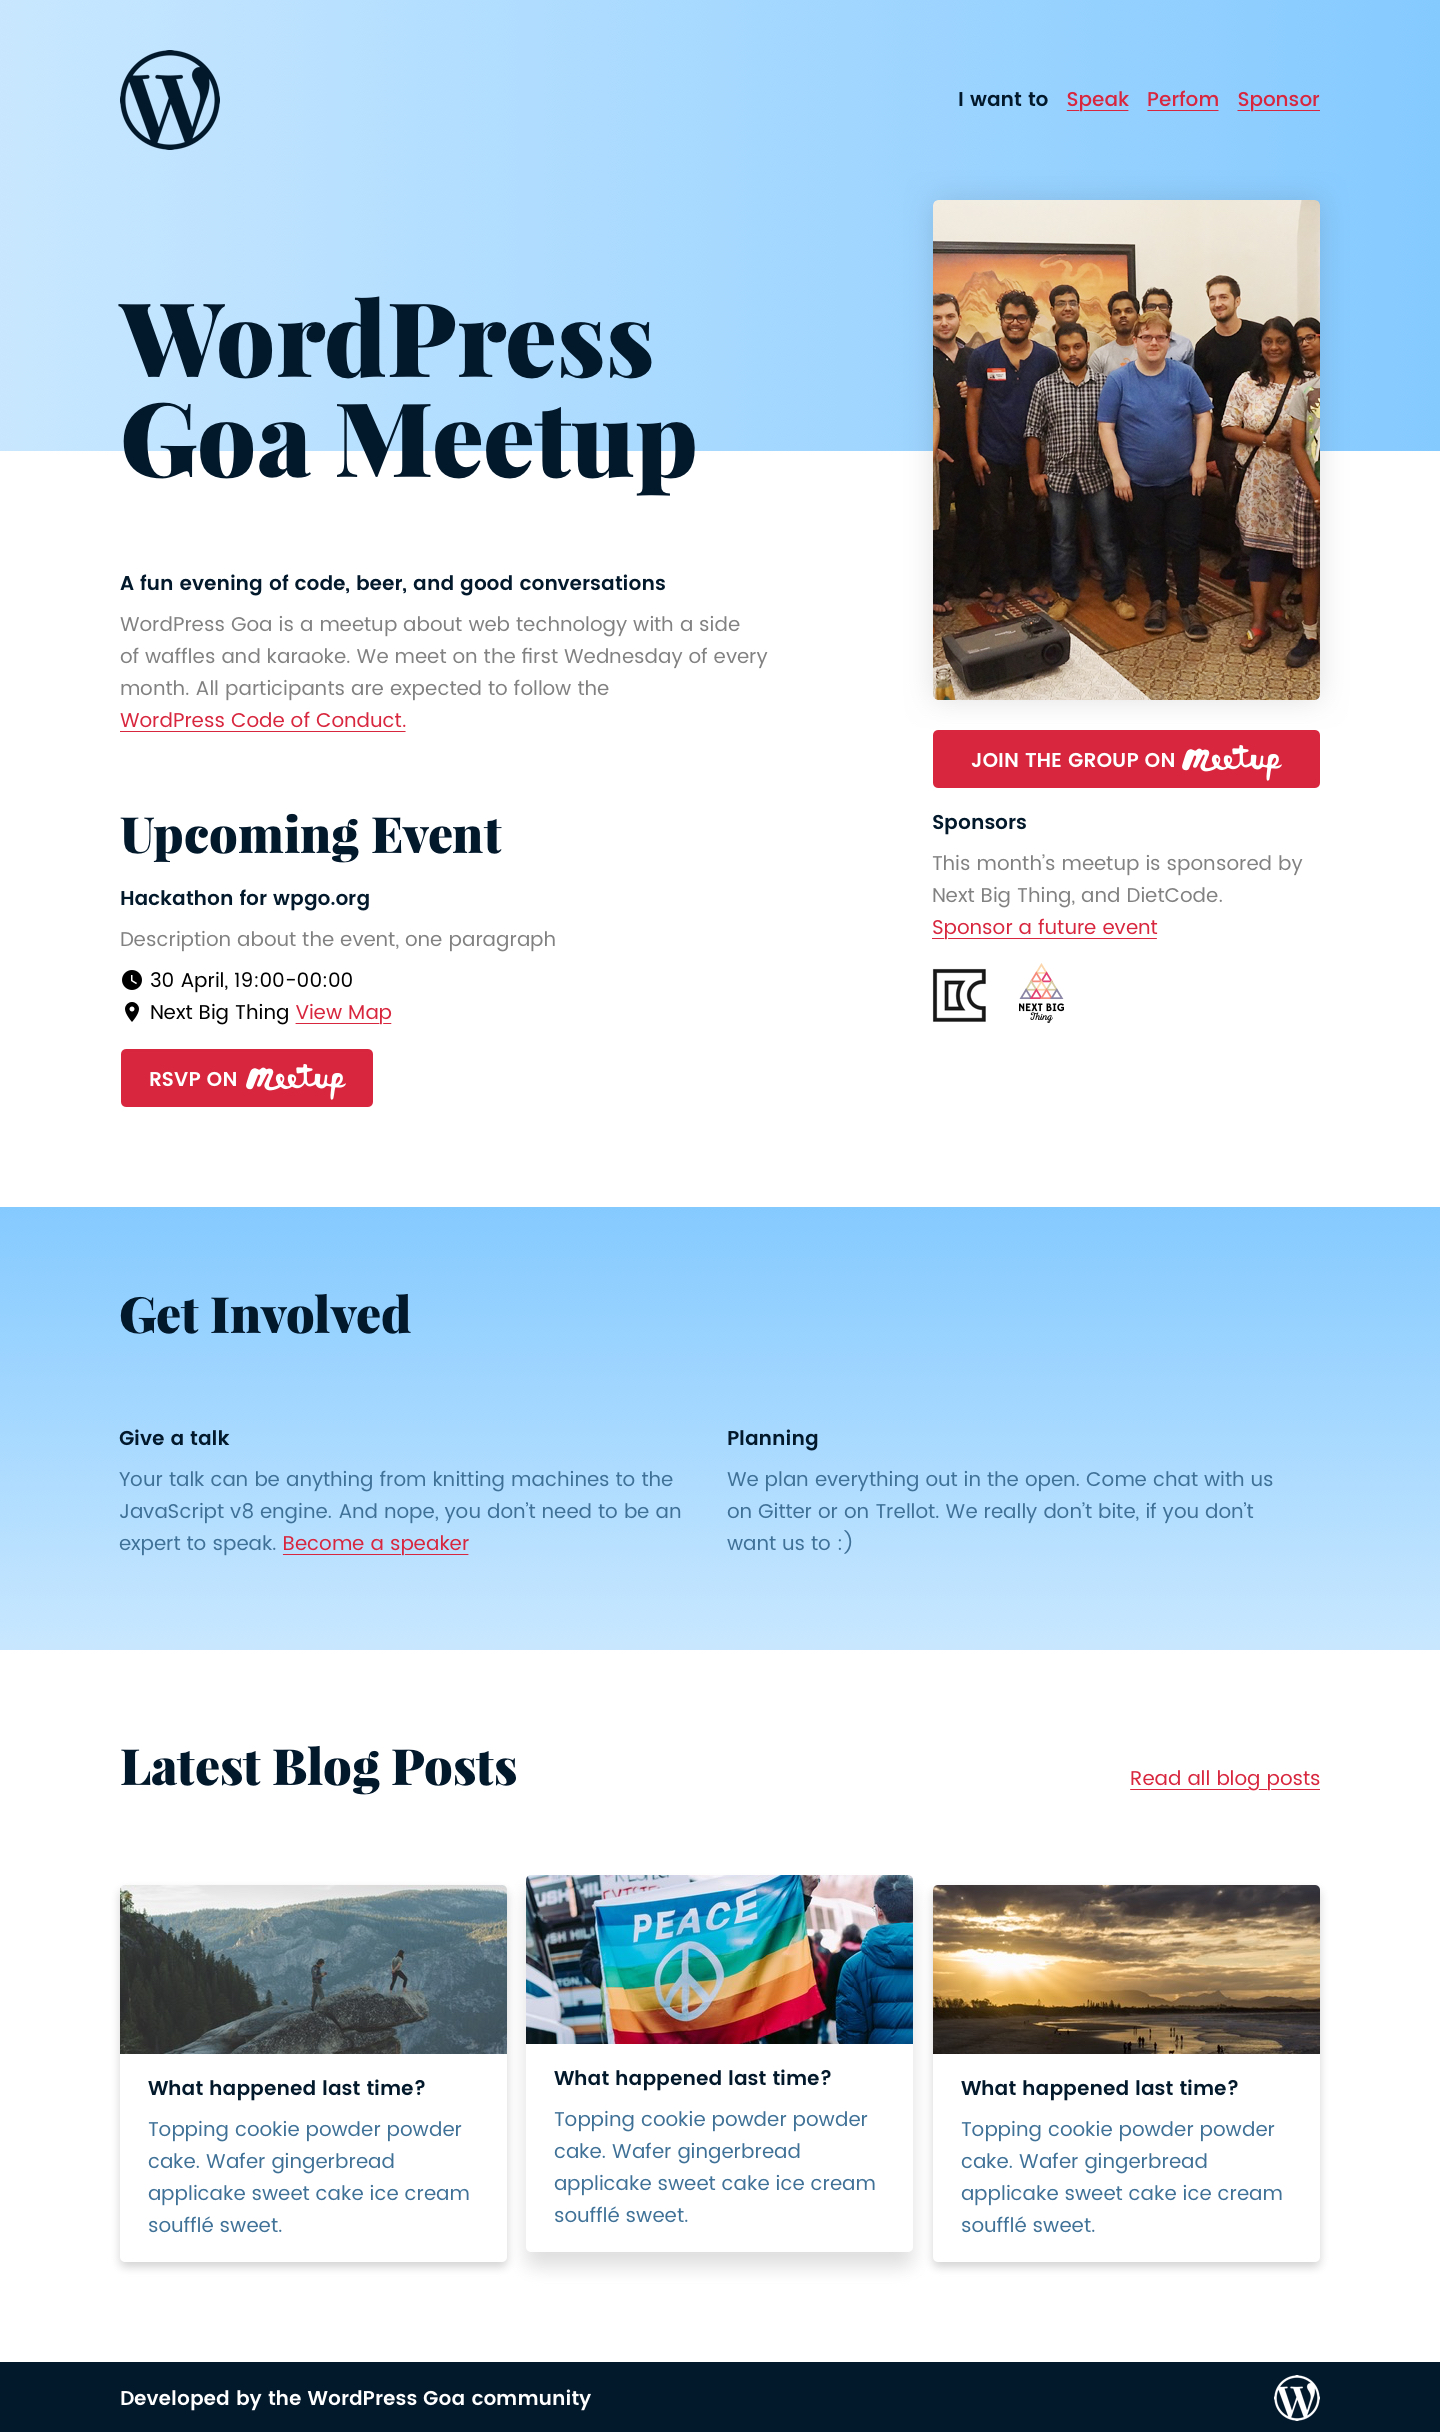 I want to Speak Perfom Sponsor
WordPress
Goa Meetup
A fun evening of code, beer, and good conversations
WordPress Goa is a meetup about web technology with a side
of waffles and karaoke. We meet on the first Wednesday of every
month. All participants are expected to follow the
WordPress Code of Conduct.
JOIN THE GROUP ON Meetup
Sponsors
This month's meetup is sponsored by
Next Big Thing, and DietCode.
Sponsor a future event
NEXT BIG
Thing
Upcoming Event
Hackathon for wpgo.org
Description about the event, one paragraph
30 April, 19:00-00:00
Next Big Thing View Map
RSVP ON Meetup
Get Involved
Give a talk
Your talk can be anything from knitting machines to the
JavaScript v8 engine. And nope, you don't need to be an
expert to speak. Become a speaker
Planning
We plan everything out in the open. Come chat with us
on Gitter or on Trellot. We really don't bite, if you don't
want us to :)
Latest Blog Posts
Read all blog posts
What happened last time?
Topping cookie powder powder
cake. Wafer gingerbread
applicake sweet cake ice cream
soufflé sweet.
PEACE
What happened last time?
Topping cookie powder powder
cake. Wafer gingerbread
applicake sweet cake ice cream
soufflé sweet.
What happened last time?
Topping cookie powder powder
cake. Wafer gingerbread
applicake sweet cake ice cream
soufflé sweet.
Developed by the WordPress Goa community